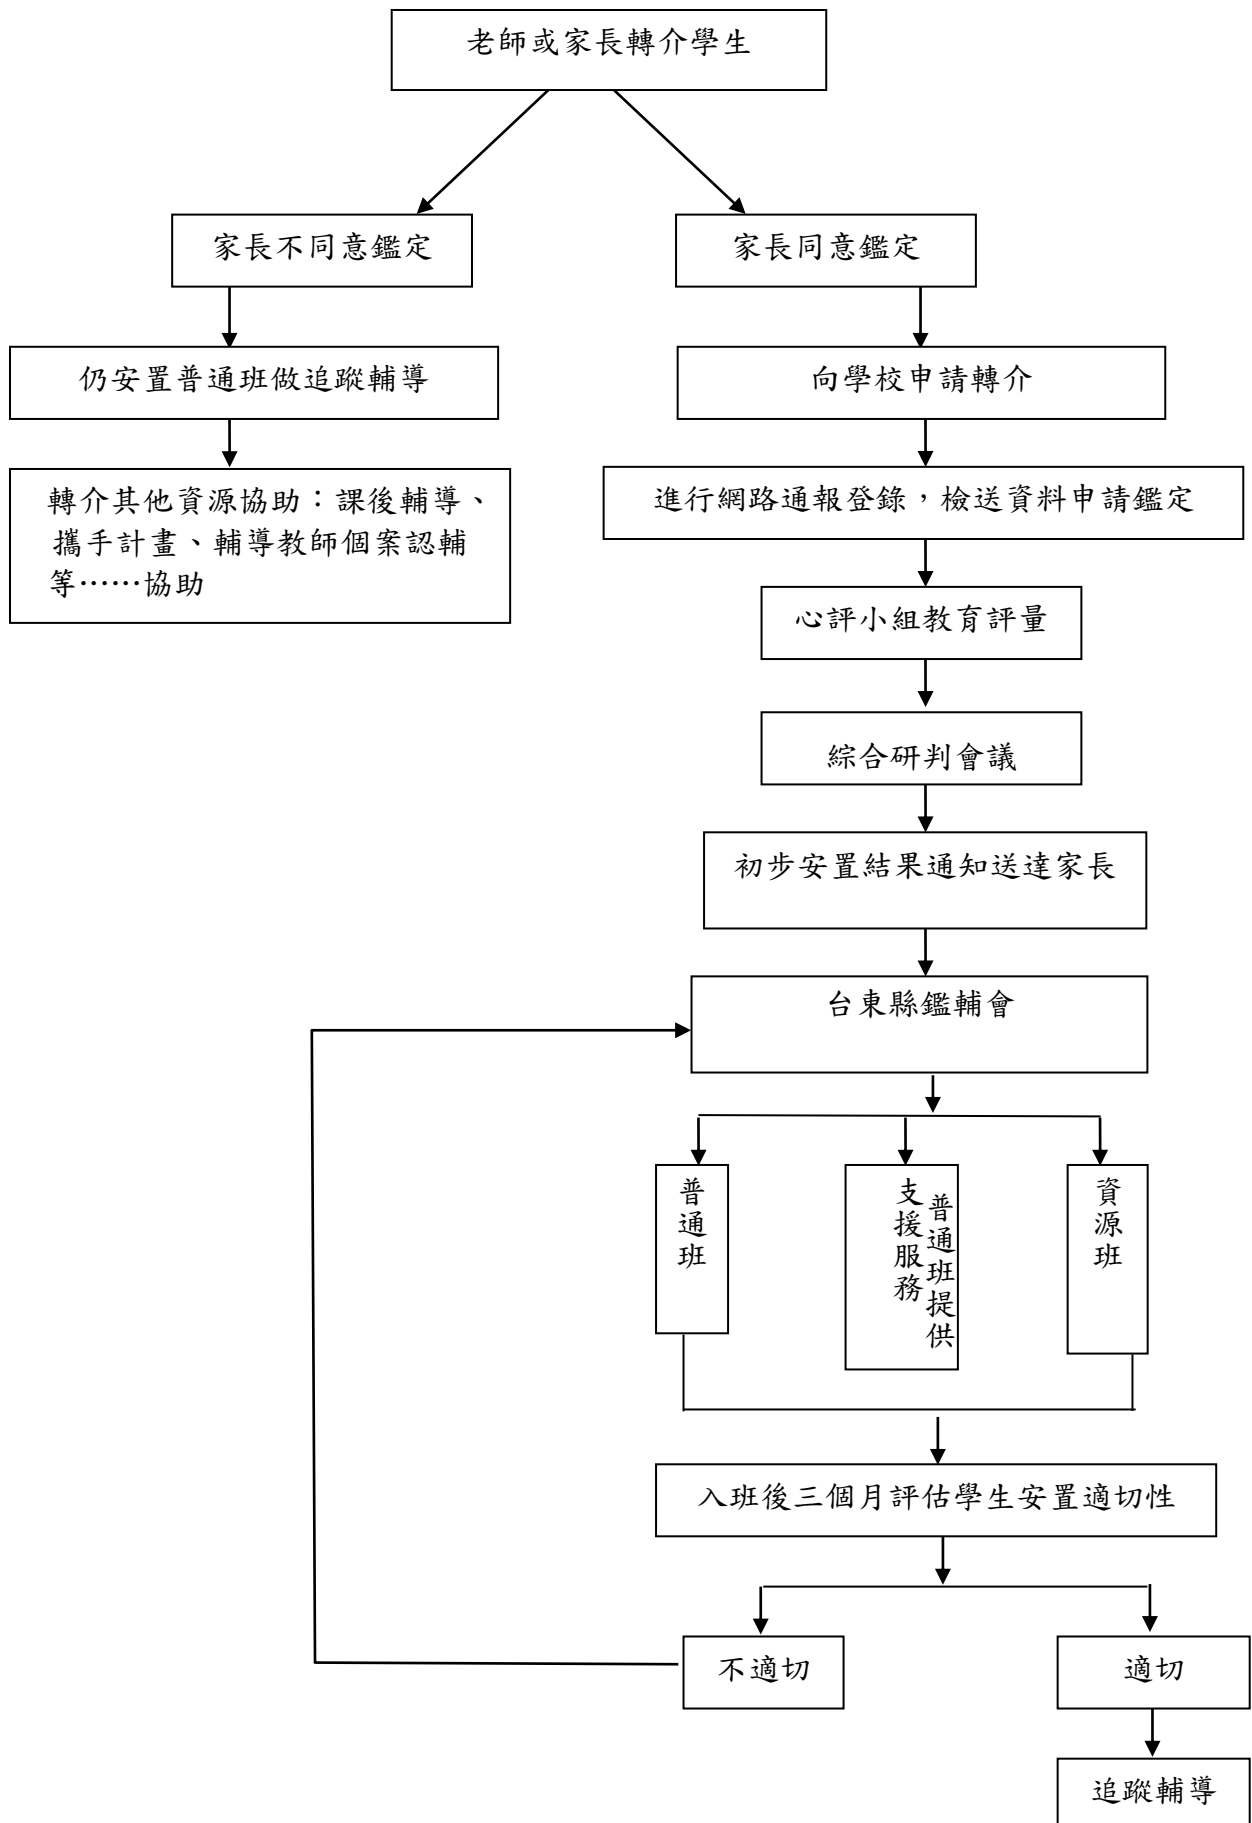 老師或家長轉介學生
家長不同意鑑定
家長同意鑑定
仍安置普通班做追蹤輔導
向學校申請轉介
轉介其他資源協助：課後輔導、
攜手計畫、輔導教師個案認輔
等……協助
進行網路通報登錄，檢送資料申請鑑定
心評小組教育評量
綜合研判會議
初步安置結果通知送達家長
台東縣鑑輔會
普通班
普通班提供
支援服務
資源班
入班後三個月評估學生安置適切性
不適切
適切
追蹤輔導